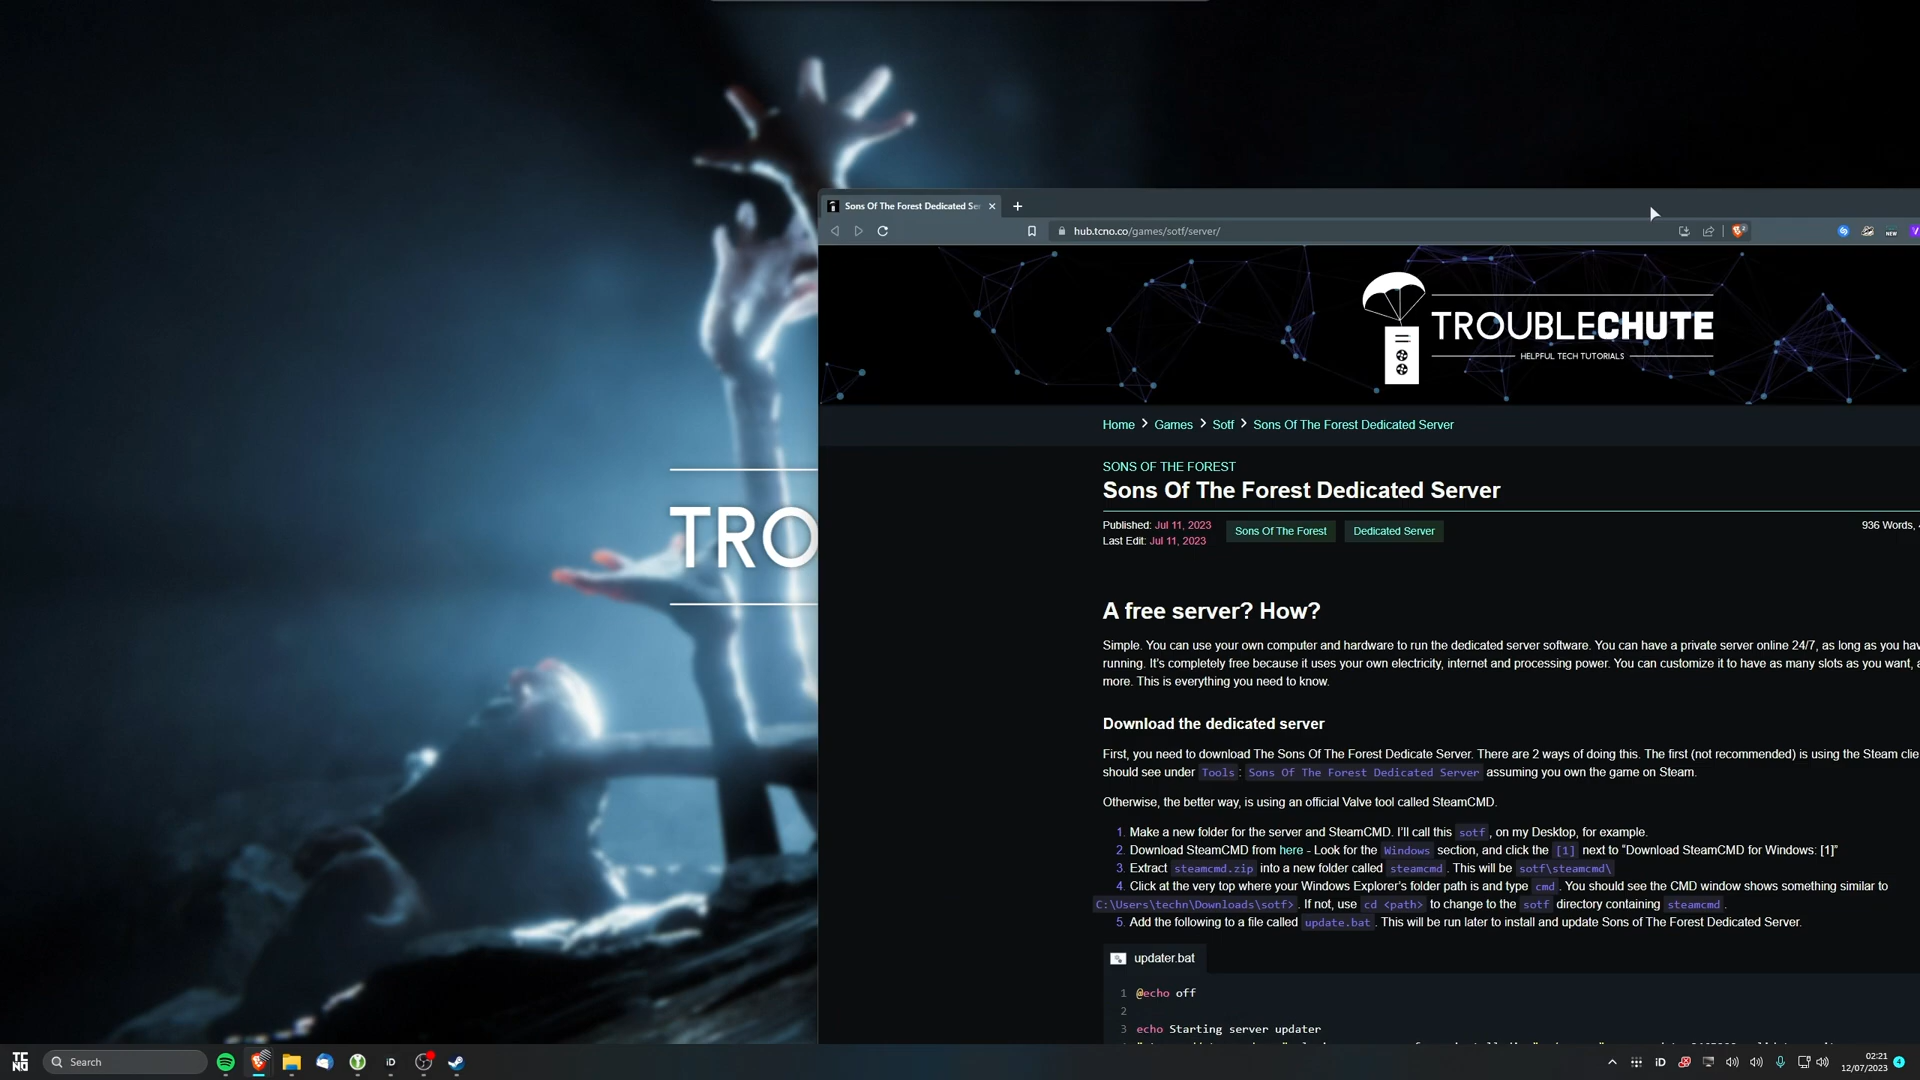 Sons Of The Forest Dedicated Se
hub.tcno.co/games/sotf/server/
NEW
TROUBLECHUTE
HELPFUL TECH TUTORIALS
Home > Games > Sotf > Sons Of The Forest Dedicated Server
SONS OF THE FOREST
Sons Of The Forest Dedicated Server
Published: Jul 11, 2023
Last Edit: Jul 11, 2023
Sons Of The Forest
Dedicated Server
936 Words,
TRO
A free server? How?
Simple. You can use your own computer and hardware to run the dedicated server software. You can have a private server online 24/7, as long as you hav
running. It's completely free because it uses your own electricity, internet and processing power. You can customize it to have as many slots as you want, a
more. This is everything you need to know.
Download the dedicated server
First, you need to download The Sons Of The Forest Dedicate Server. There are 2 ways of doing this. The first (not recommended) is using the Steam clie
should see under Tools: Sons Of The Forest Dedicated Server assuming you own the game on Steam.
Otherwise, the better way, is using an official Valve tool called SteamCMD.
1. Make a new folder for the server and SteamCMD. I'll call this sotf, on my Desktop, for example.
2. Download SteamCMD from here - Look for the Windows section, and click the [1] next to "Download SteamCMD for Windows: [1]"
3. Extract steamcmd.zip into a new folder called steamcmd. This will be sotf\steamcmd\
4. Click at the very top where your Windows Explorer's folder path is and type cmd. You should see the CMD window shows something similar to
C:\Users\techn\Downloads\sotf>. If not, use cd <path> to change to the sotf directory containing steamcmd.
5. Add the following to a file called update.bat. This will be run later to install and update Sons of The Forest Dedicated Server.
updater.bat
1 @echo off
2
3 echo Starting server updater
TC
NO
Search
iD
iD
02:21
12/07/2023
4